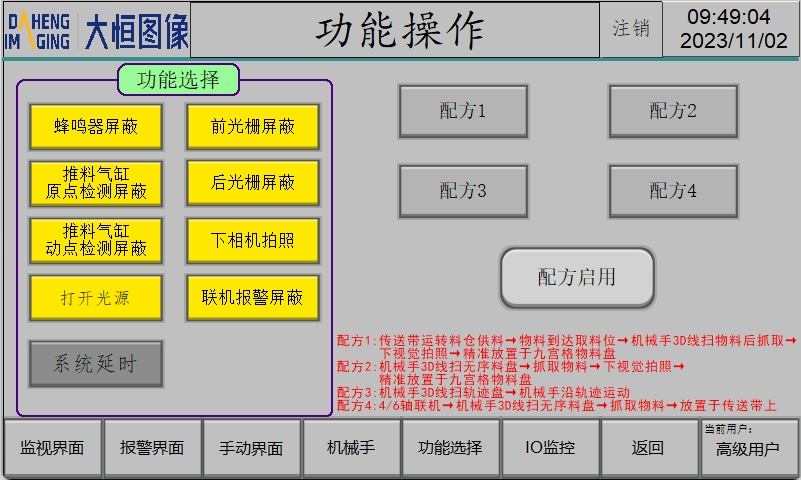 DAHENG
IMAGING
大恒图像
功能操作
注销
09:49:04
2023/11/02
功能选择
蜂鸣器屏蔽
前光栅屏蔽
推料气缸
原点检测屏蔽
后光栅屏蔽
推料气缸
动点检测屏蔽
下相机拍照
打开光源
联机报警屏蔽
系统延时
配方1
配方2
配方3
配方4
配方启用
配方1:传送带运转料仓供料→物料到达取料位→机械手3D线扫物料后抓取→
下视觉拍照→精准放置于九宫格物料盘
配方2:机械手3D线扫无序料盘→抓取物料→下视觉拍照→
精准放置于九宫格物料盘
配方3:机械手3D线扫轨迹盘→机械手沿轨迹运动
配方4:4/6轴联机→机械手3D线扫无序料盘→抓取物料→放置于传送带上
监视界面
报警界面
手动界面
机械手
功能选择
IO监控
返回
当前用户:
高级用户